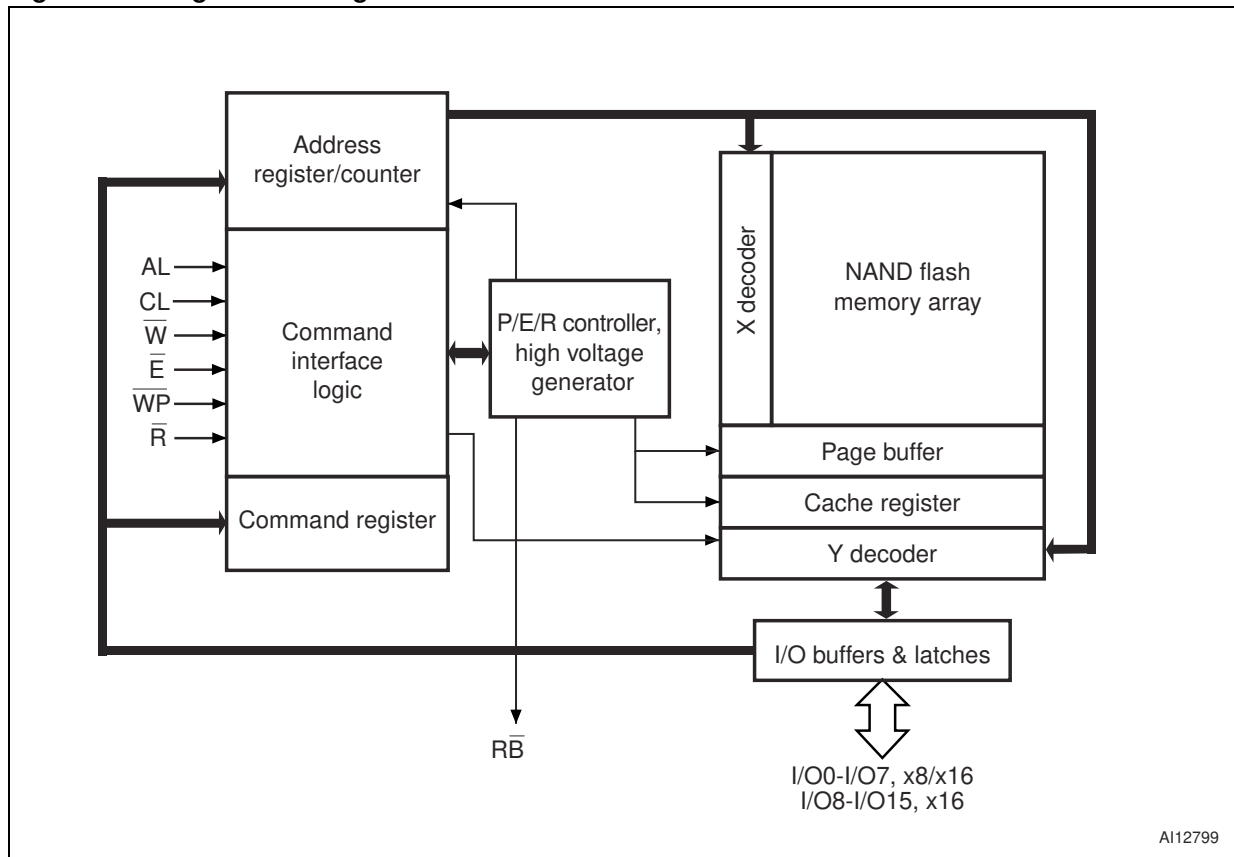 Address
register/counter
AL
CL
W̅
E̅
W̅P̅
R̅
Command
interface
logic
Command register
P/E/R controller,
high voltage
generator
RB̅
X decoder
NAND flash
memory array
Page buffer
Cache register
Y decoder
I/O buffers & latches
I/O0-I/O7, x8/x16
I/O8-I/O15, x16
AI12799